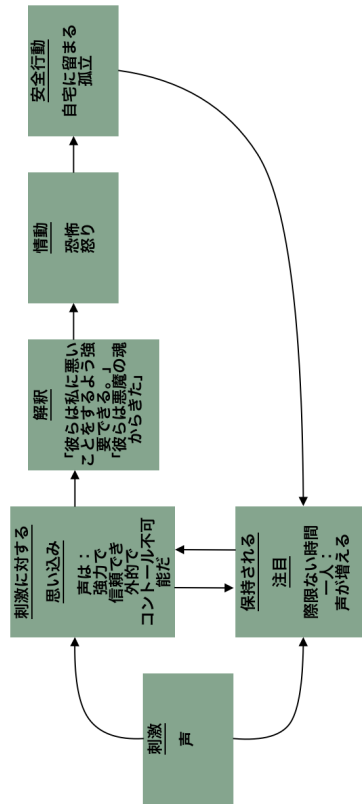 刺激
声
刺激に対する
思い込み
声は：
強力で
信頼でき
外的で
コントール不可
能だ
保持される
注目
際限ない時間
一人：
声が増える
解釈
「彼らは私に悪い
ことをするよう強
要できる。」
「彼らは悪魔の魂
からきた」
情動
恐怖
怒り
安全行動
自宅に留まる
孤立